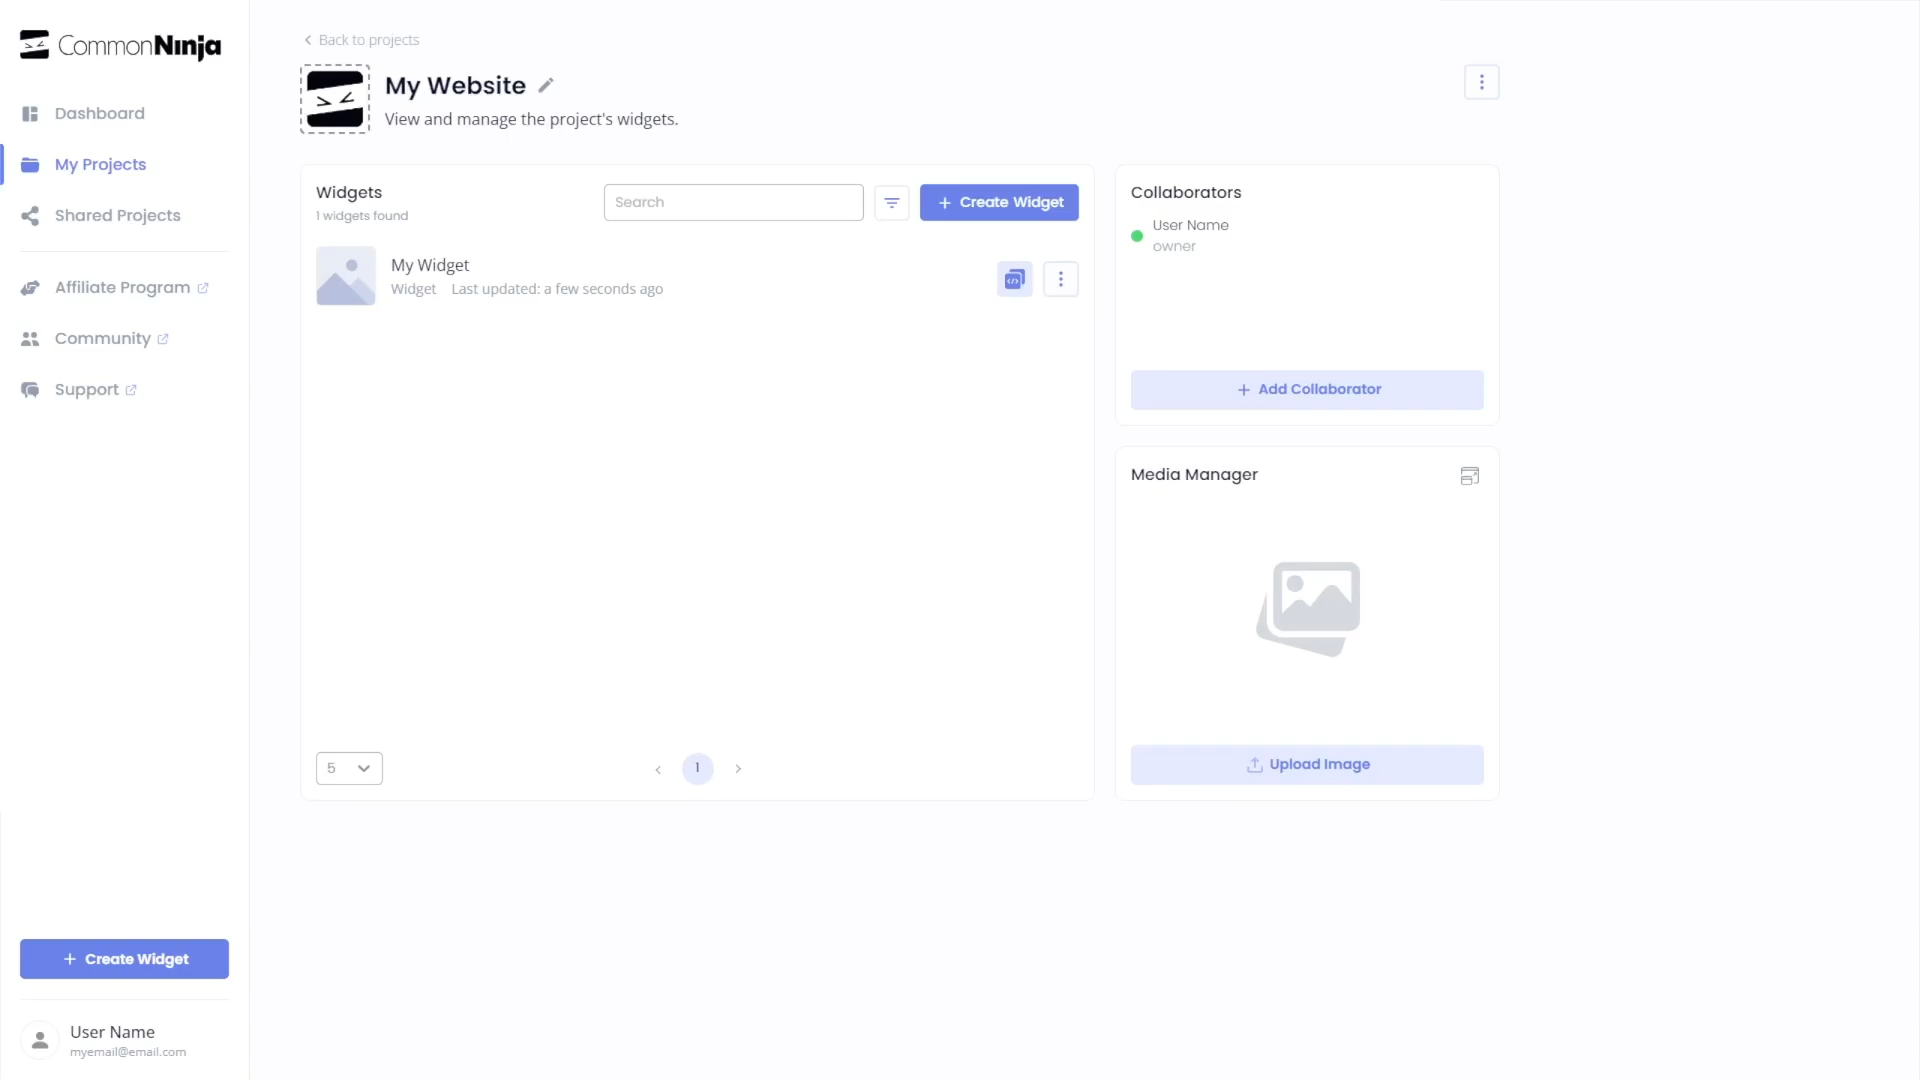 CommonNinja
Dashboard
My Projects
Shared Projects
Affiliate Program
Community
Support
Create Widget
User Name
myemail@email.com
Back to projects
My Website
View and manage the project's widgets.
Widgets
1 widgets found
Search
Create Widget
My Widget
Widget Last updated: a few seconds ago
5
1
Collaborators
User Name
owner
Add Collaborator
Media Manager
Upload Image